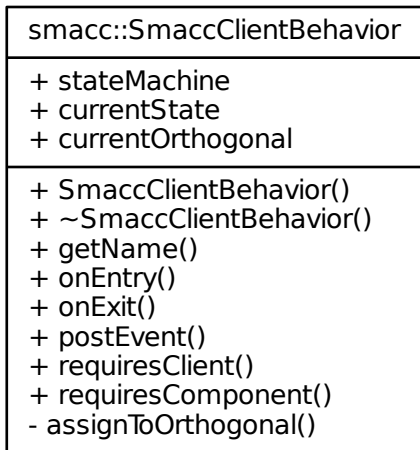 smacc::SmaccClientBehavior
+ stateMachine
+ currentState
+ currentOrthogonal
+ SmaccClientBehavior()
+ ~SmaccClientBehavior()
+ getName()
+ onEntry()
+ onExit()
+ postEvent()
+ requiresClient()
+ requiresComponent()
- assignToOrthogonal()